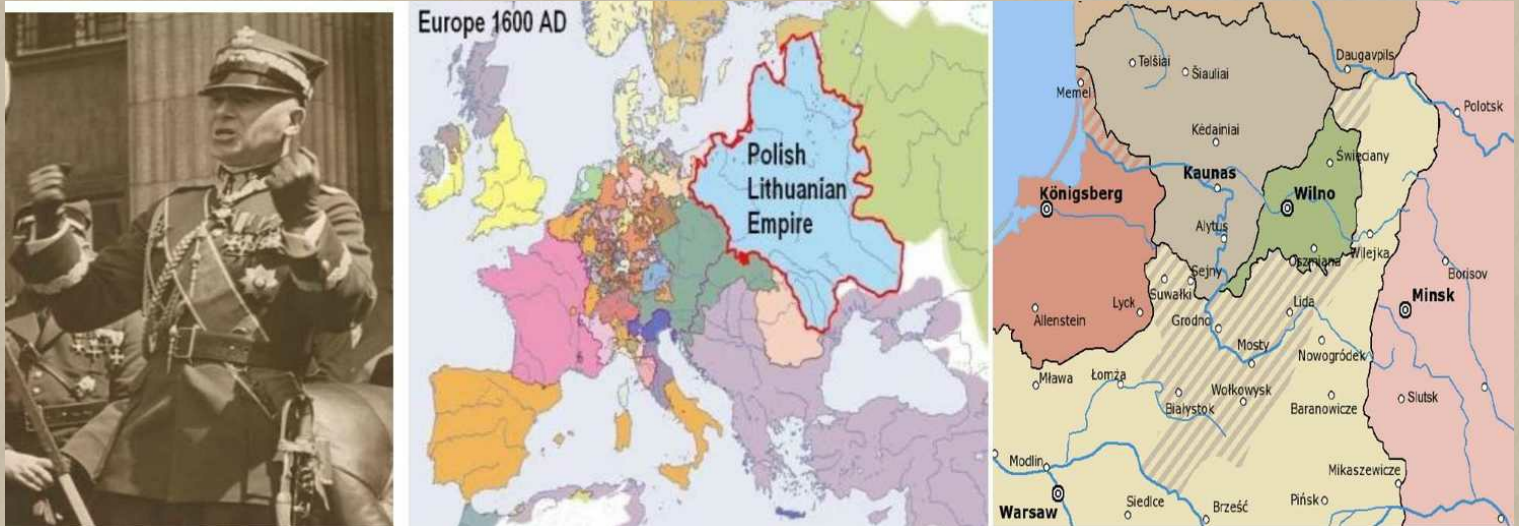 Europe 1600 AD
Polish
Lithuanian
Empire
Daugavpils
Telšiai
Šiauliai
Memel
Polotsk
Kėdainiai
Święciany
Kaunas
Königsberg
Wilno
Alytus
Wilejka
Oszmiana
Sejny
Borisov
Suwałki
Lida
Minsk
Lyck
Grodno
Allenstein
Mosty
Nowogródek
Mława
Łomża
Wołkowysk
Białystok
Baranowicze
Slutsk
Modlin
Mikaszewicze
Siedlce
Brześć
Pińsk
Warsaw